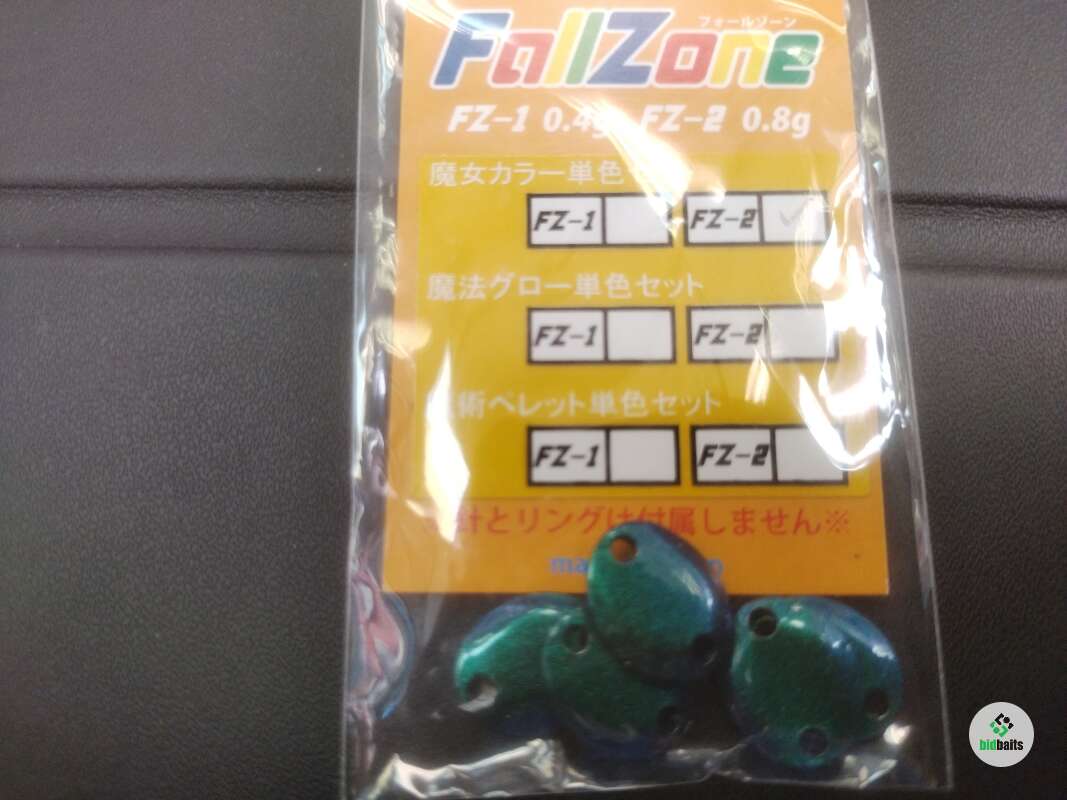 フォールゾーン
FallZone
FZ-1 0.4g FZ-2 0.8g
魔女カラー単色
FZ-1 FZ-2
魔法グロー単色セット
FZ-1 FZ-2
術ペレット単色セット
FZ-1 FZ-2
針とリングは付属しません※
bidbaits